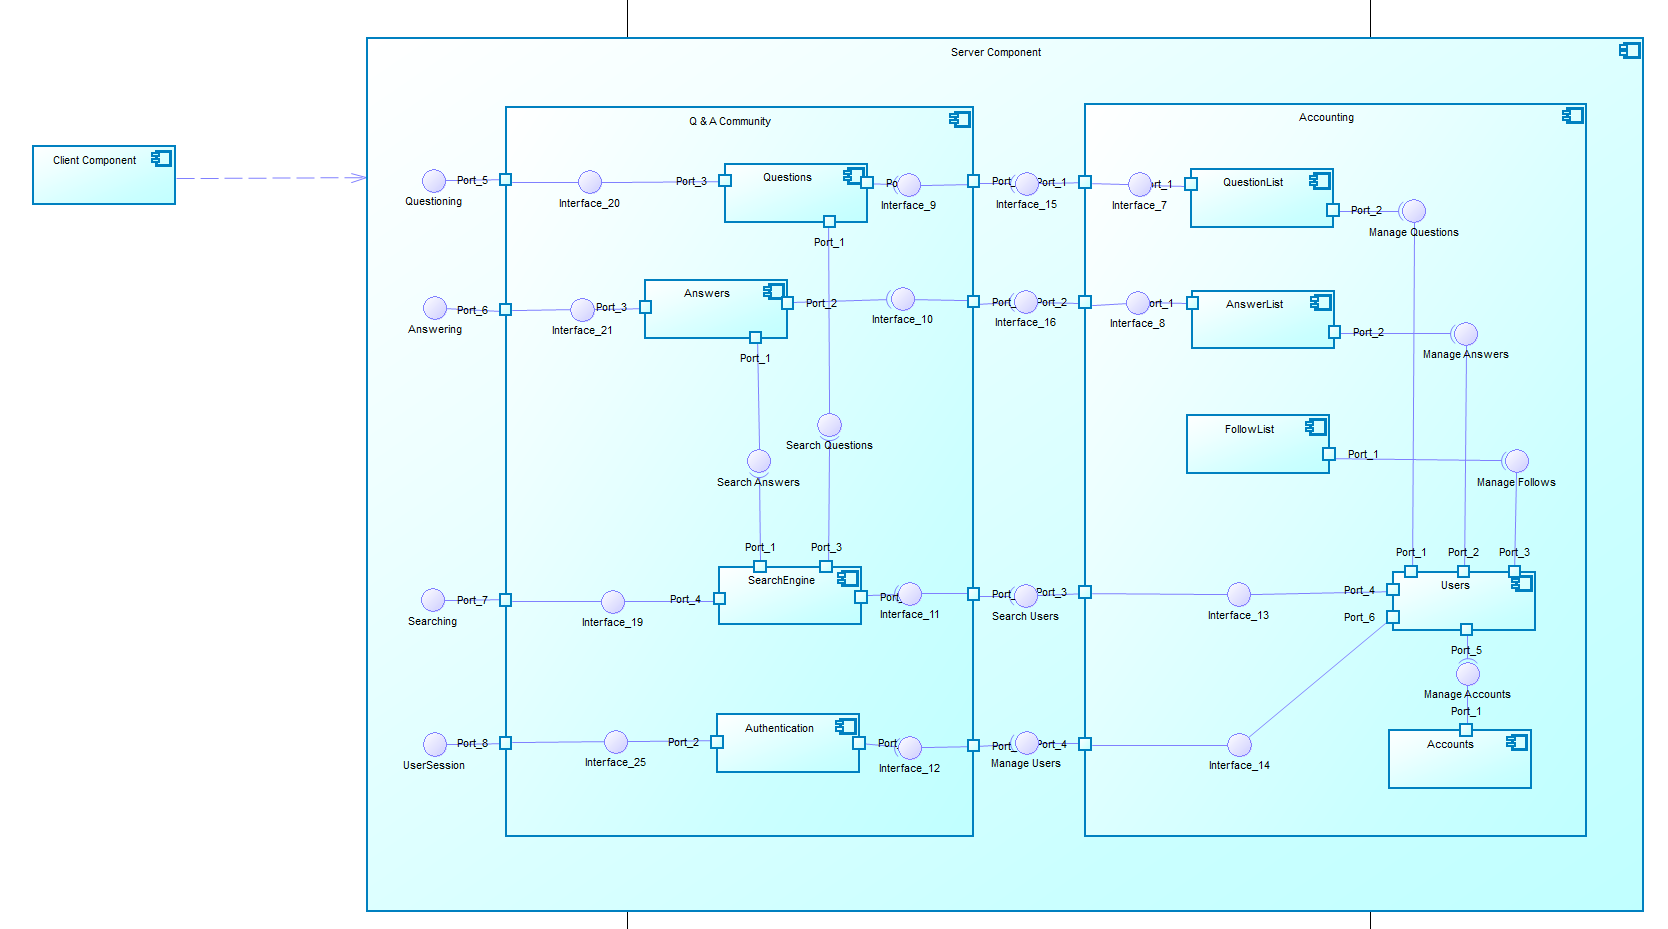 Server Component
Client Component
Q & A Community
Accounting
Port_5
Questioning
Interface_20
Port_3
Questions
Port_1
Interface_9
Interface_15
Port_1
Interface_7
QuestionList
Port_2
Manage Questions
Port_6
Answering
Interface_21
Port_3
Answers
Port_2
Port_1
Interface_10
Interface_16
Port_2
Interface_8
AnswerList
Port_2
Manage Answers
FollowList
Port_1
Manage Follows
Search Questions
Search Answers
Port_1
Port_3
Port_1
Port_2
Port_3
Port_7
Searching
Interface_19
Port_4
SearchEngine
Interface_11
Search Users
Port_3
Interface_13
Port_4
Port_6
Users
Port_5
Manage Accounts
Port_1
Accounts
Port_8
UserSession
Interface_25
Port_2
Authentication
Interface_12
Manage Users
Port_4
Interface_14